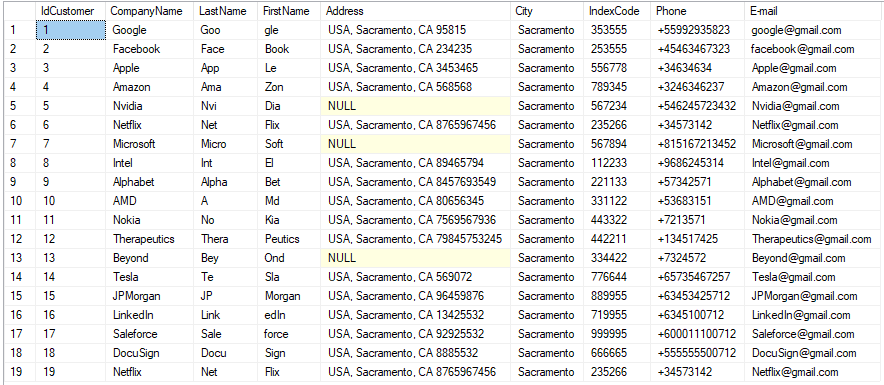 IdCustomer CompanyName LastName FirstName Address City IndexCode Phone E-mail
1 1 Google Goo gle USA, Sacramento, CA 95815 Sacramento 353555 +55992935823 google@gmail.com
2 2 Facebook Face Book USA, Sacramento, CA 234235 Sacramento 253555 +45463467323 facebook@gmail.com
3 3 Apple App Le USA, Sacramento, CA 3453465 Sacramento 556778 +34634634 Apple@gmail.com
4 4 Amazon Ama Zon USA, Sacramento, CA 568568 Sacramento 789345 +3246346237 Amazon@gmail.com
5 5 Nvidia Nvi Dia NULL Sacramento 567234 +546245723432 Nvidia@gmail.com
6 6 Netflix Net Flix USA, Sacramento, CA 8765967456 Sacramento 235266 +34573142 Netflix@gmail.com
7 7 Microsoft Micro Soft NULL Sacramento 567894 +815167213452 Microsoft@gmail.com
8 8 Intel Int El USA, Sacramento, CA 89465794 Sacramento 112233 +9686245314 Intel@gmail.com
9 9 Alphabet Alpha Bet USA, Sacramento, CA 8457693549 Sacramento 221133 +57342571 Alphabet@gmail.com
10 10 AMD A Md USA, Sacramento, CA 80656345 Sacramento 331122 +53683151 AMD@gmail.com
11 11 Nokia No Kia USA, Sacramento, CA 7569567936 Sacramento 443322 +7213571 Nokia@gmail.com
12 12 Therapeutics Thera Peutics USA, Sacramento, CA 79845753245 Sacramento 442211 +134517425 Therapeutics@gmail.com
13 13 Beyond Bey Ond NULL Sacramento 334422 +7324572 Beyond@gmail.com
14 14 Tesla Te Sla USA, Sacramento, CA 569072 Sacramento 776644 +65735467257 Tesla@gmail.com
15 15 JPMorgan JP Morgan USA, Sacramento, CA 96459876 Sacramento 889955 +63453425712 JPMorgan@gmail.com
16 16 LinkedIn Link edIn USA, Sacramento, CA 13425532 Sacramento 719955 +6345100712 LinkedIn@gmail.com
17 17 Saleforce Sale force USA, Sacramento, CA 92925532 Sacramento 999995 +600011100712 Saleforce@gmail.com
18 18 DocuSign Docu Sign USA, Sacramento, CA 8885532 Sacramento 666665 +555555500712 DocuSign@gmail.com
19 19 Netflix Net Flix USA, Sacramento, CA 8765967456 Sacramento 235266 +34573142 Netflix@gmail.com